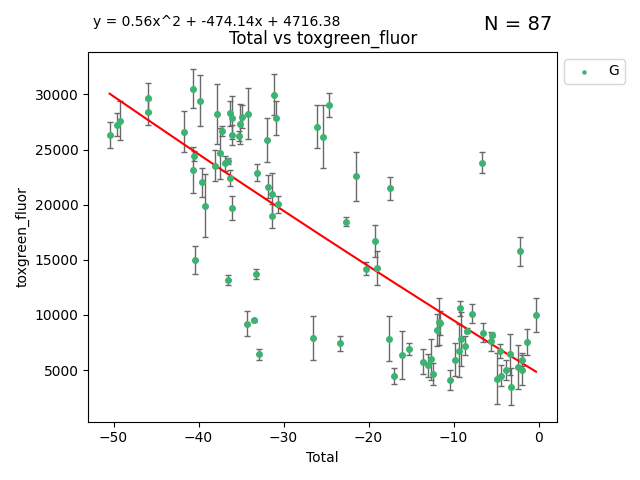 y = 0.56x^2 + -474.14x + 4716.38
N = 87
Total vs toxgreen_fluor
G
30000
25000
20000
15000
10000
5000
toxgreen_fluor
−50
−40
−30
−20
−10
0
Total